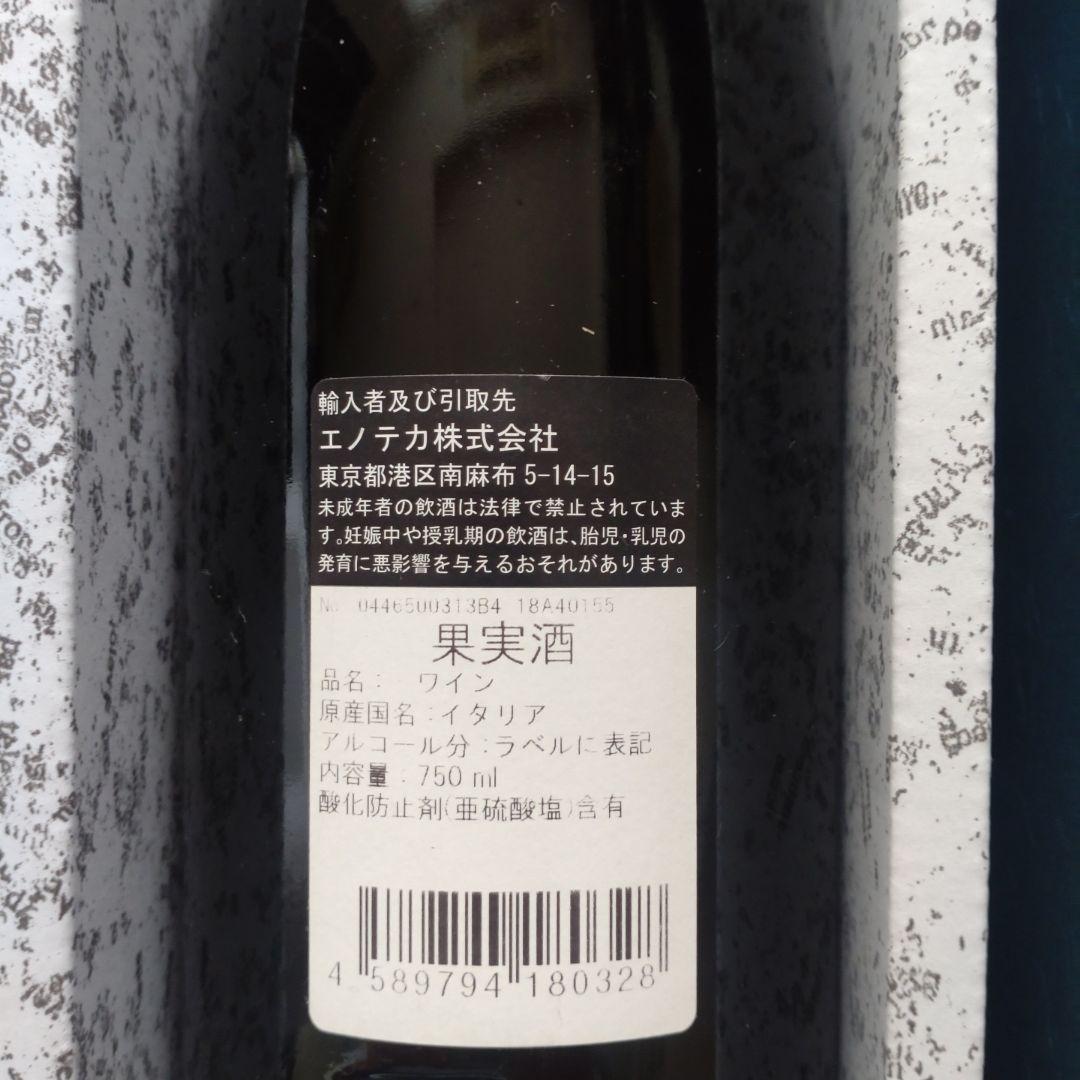 輸入者及び引取先
エノテカ株式会社
東京都港区南麻布 5-14-15
未成年者の飲酒は法律で禁止されていま
す。妊娠中や授乳期の飲酒は、胎児・乳児の
発育に悪影響を与えるおそれがあります。
No 0446500313B4 18A40155
果実酒
品名： ワイン
原産国名：イタリア
アルコール分：ラベルに表記
内容量：750 ml
酸化防止剤(亜硫酸塩)含有
4 589794 180328